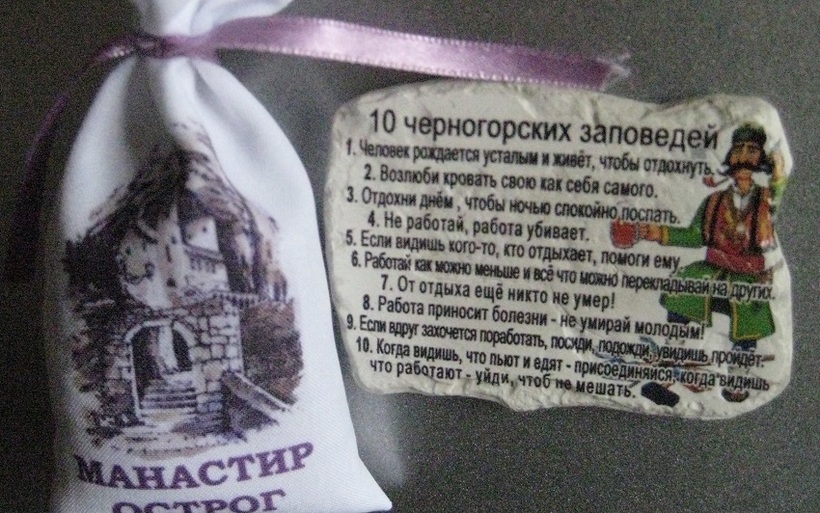 МАНАСТИР
ОСТРОГ
10 черногорских заповедей
1. Человек рождается усталым и живёт, чтобы отдохнуть.
2. Возлюби кровать свою как себя самого.
3. Отдохни днём , чтобы ночью спокойно поспать.
4. Не работай, работа убивает.
5. Если видишь кого-то, кто отдыхает, помоги ему
6. Работай как можно меньше и всё что можно перекладывай на других.
7. От отдыха ещё никто не умер!
8. Работа приносит болезни - не умирай молодым!
9. Если вдруг захочется поработать, посиди, подожди, увидишь пройдёт.
10. Когда видишь, что пьют и едят - присоединяйся, когда видишь
что работают - уйди, чтоб не мешать.